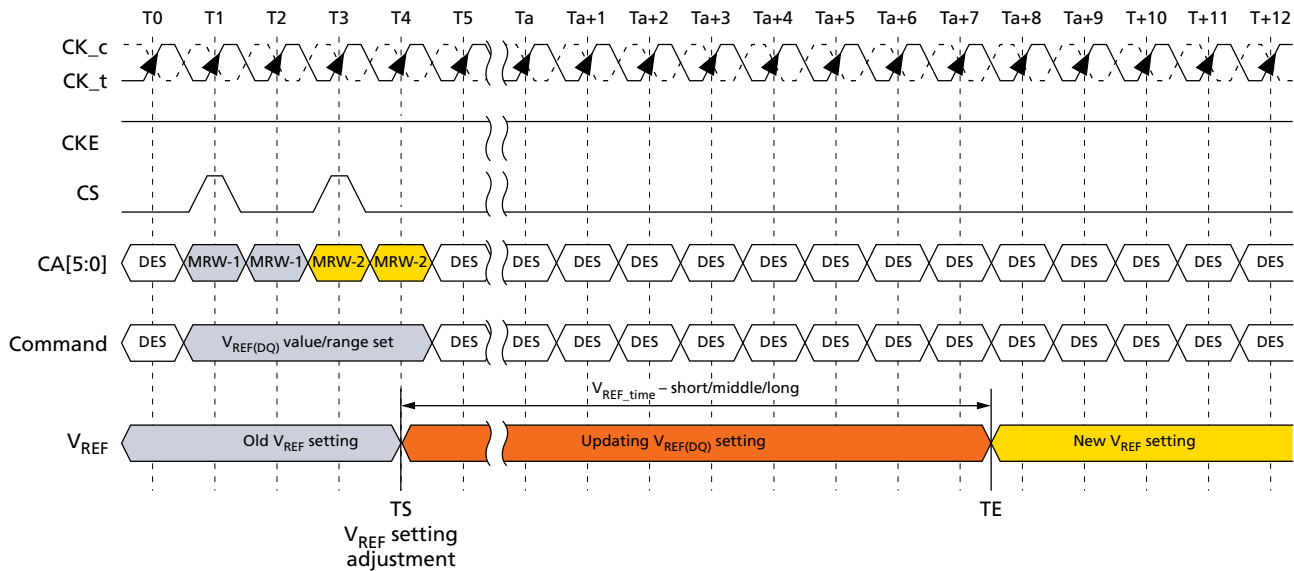 T0 T1 T2 T3 T4 T5 Ta Ta+1 Ta+2 Ta+3 Ta+4 Ta+5 Ta+6 Ta+7 Ta+8 Ta+9 T+10 T+11 T+12
CK_c
CK_t
CKE
CS
CA[5:0] DES MRW-1 MRW-1 MRW-2 MRW-2 DES DES DES DES DES DES DES DES DES DES DES DES DES DES
Command DES VREF(DQ) value/range set DES DES DES DES DES DES DES DES DES DES DES DES DES DES
VREF_time – short/middle/long
VREF Old VREF setting Updating VREF(DQ) setting New VREF setting
TS TE
VREF setting
adjustment